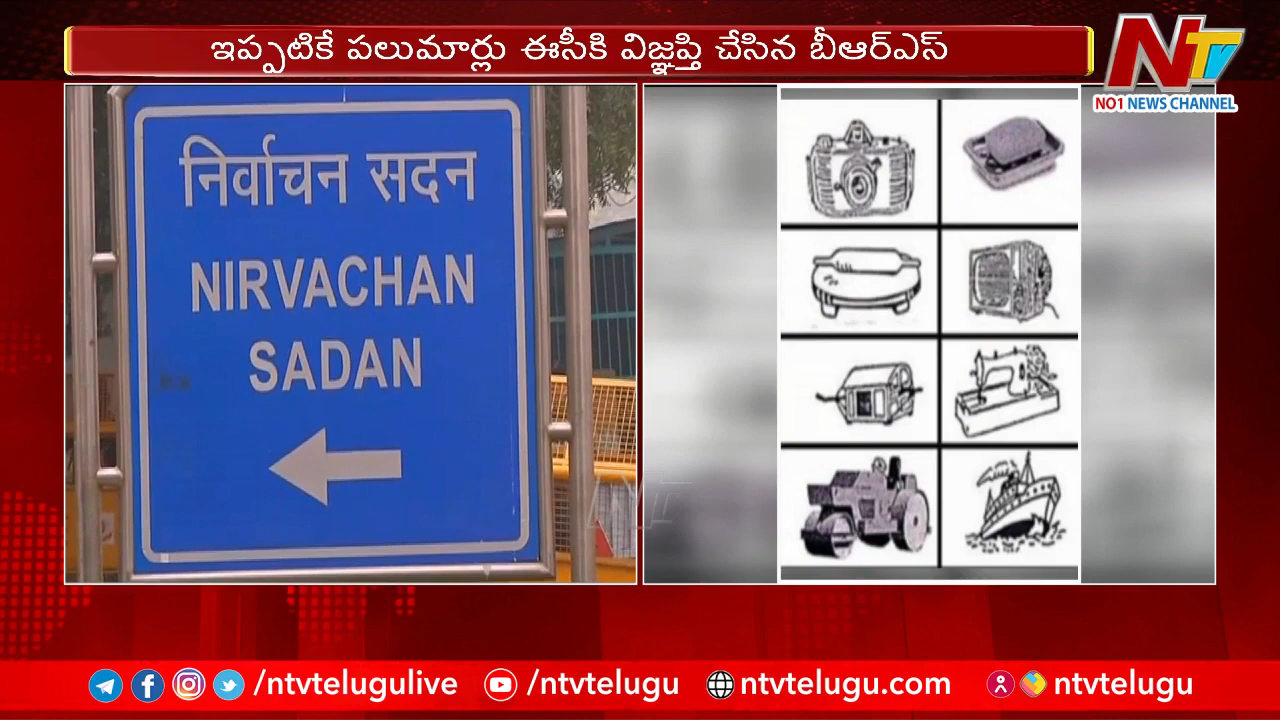 ఇప్పటికే పలుమార్లు ఈసీకి విజ్ఞప్తి చేసిన బీఆర్ఎస్
NTV
NO1 NEWS CHANNEL
निर्वाचन सदन
NIRVACHAN
SADAN
/ntvtelugulive
/ntvtelugu
ntvtelugu.com
ntvtelugu